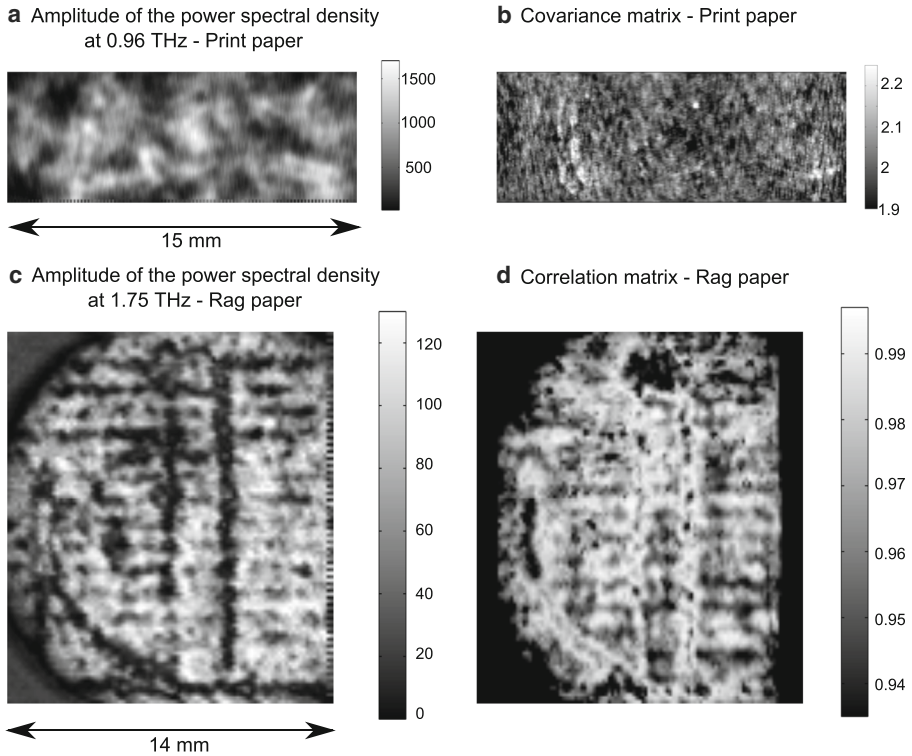 a Amplitude of the power spectral density
at 0.96 THz - Print paper
1500
1000
500
15 mm
b Covariance matrix - Print paper
2.2
2.1
2
1.9
c Amplitude of the power spectral density
at 1.75 THz - Rag paper
120
100
80
60
40
20
0
14 mm
d Correlation matrix - Rag paper
0.99
0.98
0.97
0.96
0.95
0.94